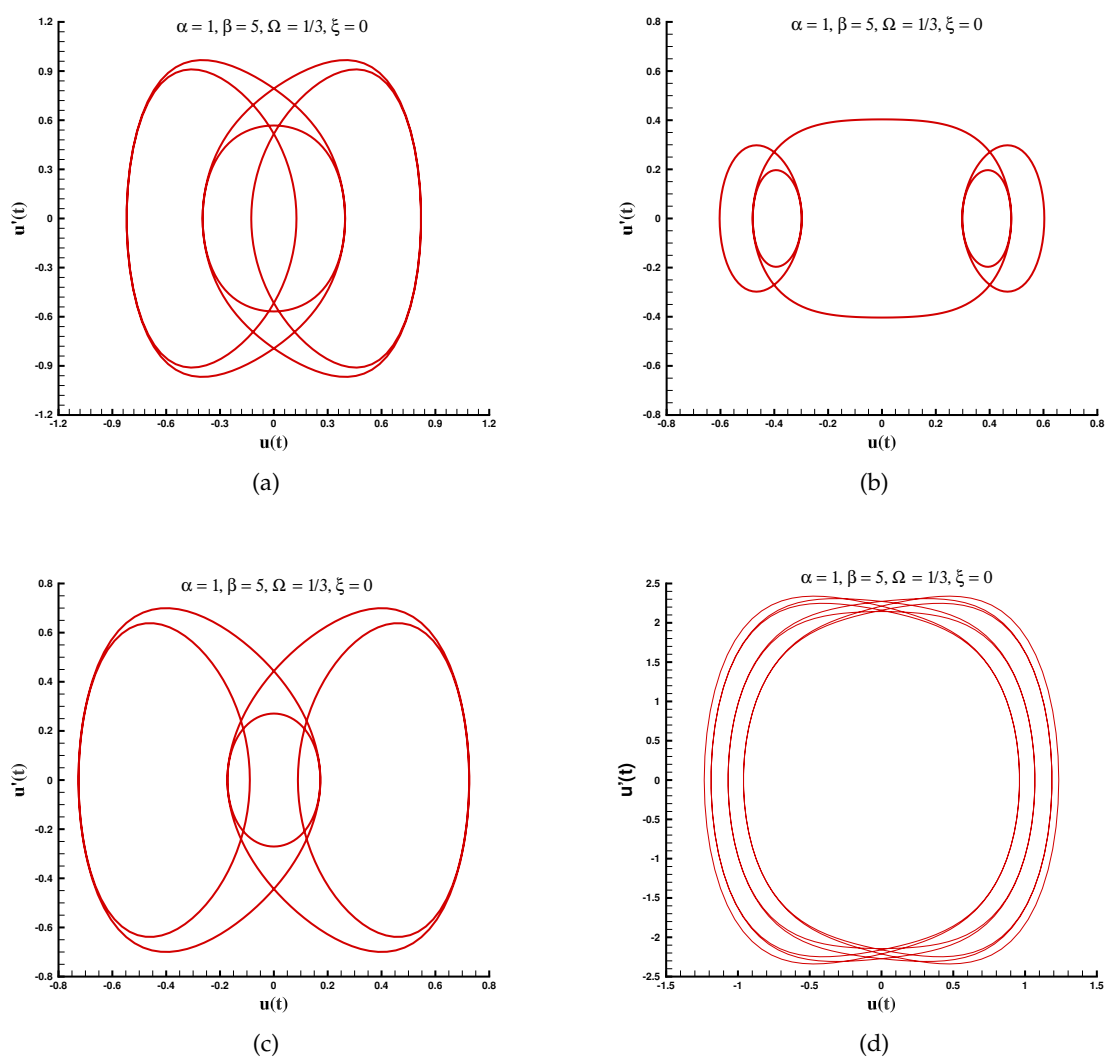 α = 1, β = 5, Ω = 1/3, ξ = 0
1.2
0.9
0.6
0.3
0
-0.3
-0.6
-0.9
-1.2
u'(t)
-1.2 -0.9 -0.6 -0.3 0 0.3 0.6 0.9 1.2
u(t)
(a)
α = 1, β = 5, Ω = 1/3, ξ = 0
0.8
0.6
0.4
0.2
0
-0.2
-0.4
-0.6
-0.8
u'(t)
-0.8 -0.6 -0.4 -0.2 0 0.2 0.4 0.6 0.8
u(t)
(b)
α = 1, β = 5, Ω = 1/3, ξ = 0
0.8
0.6
0.4
0.2
0
-0.2
-0.4
-0.6
-0.8
u'(t)
-0.8 -0.6 -0.4 -0.2 0 0.2 0.4 0.6 0.8
u(t)
(c)
α = 1, β = 5, Ω = 1/3, ξ = 0
2.5
2
1.5
1
0.5
0
-0.5
-1
-1.5
-2
-2.5
u'(t)
-1.5 -1 -0.5 0 0.5 1 1.5
u(t)
(d)